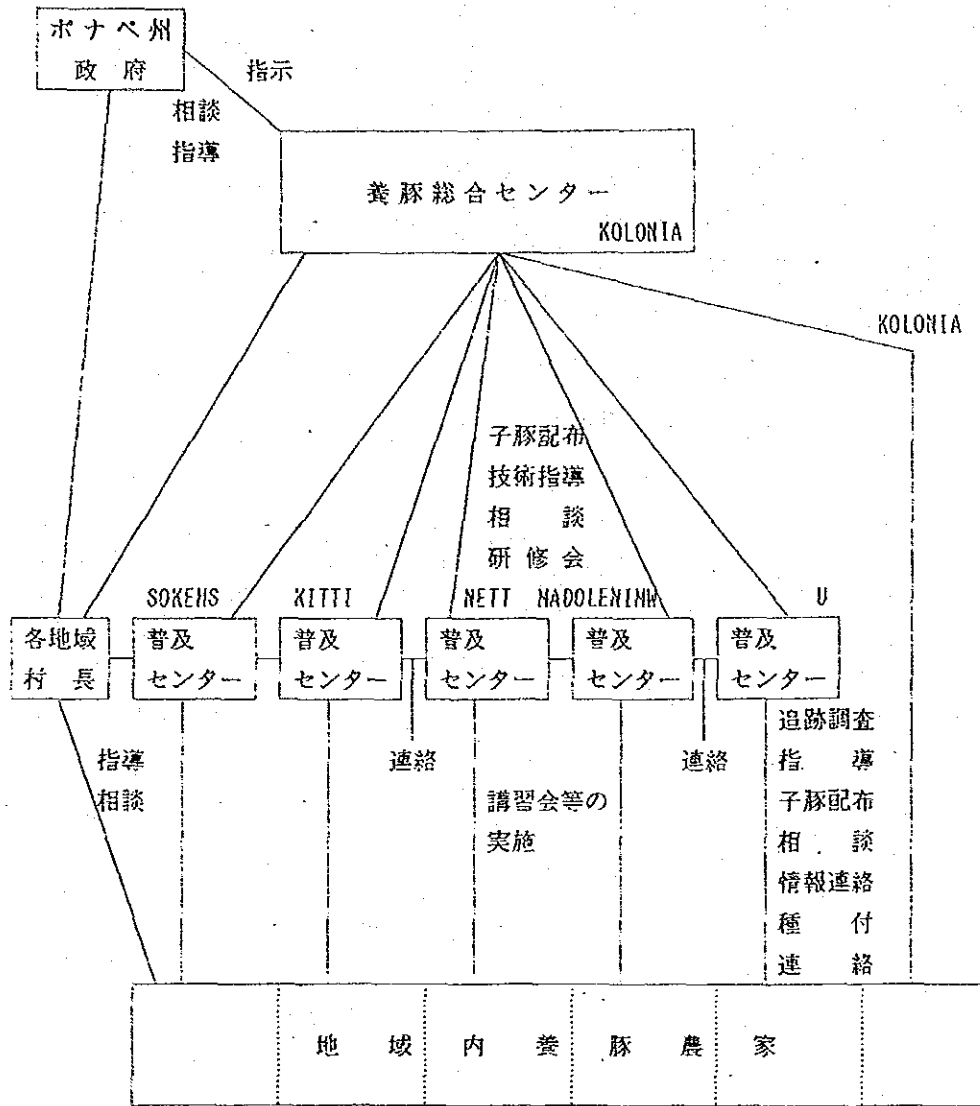 ポナペ州
政府
指示
相談
指導
養豚総合センター
KOLONIA
KOLONIA
子豚配布
技術指導
相談
研修会
SOKEHS
KITTI
NETT
MADOLENIHW
U
各地域
村長
普及
センター
普及
センター
普及
センター
普及
センター
普及
センター
指導
相談
連絡
連絡
講習会等の
実施
追跡調査
指導
子豚配布
相談
情報連絡
種付
連絡
地域内養豚農家